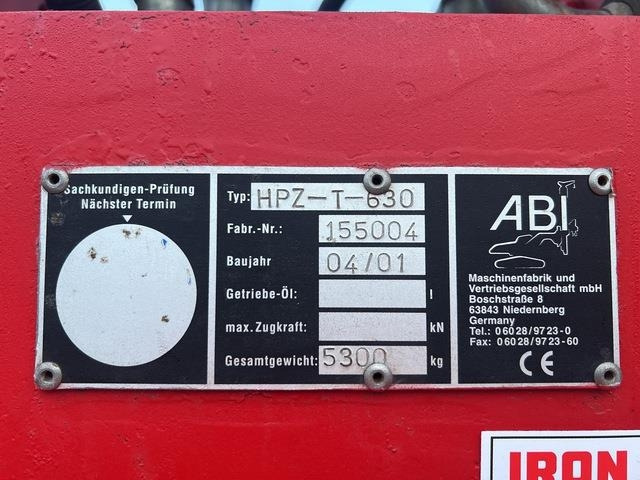 Sachkundigen-Prüfung
Nächster Termin
Typ: HPZ-T-630
Fabr.-Nr.: 155004
Baujahr 04/01
Getriebe-Öl: l
max. Zugkraft: kN
Gesamtgewicht: 5300 kg
ABI
Maschinenfabrik und
Vertriebsgesellschaft mbH
Boschstraße 8
63843 Niedernberg
Germany
Tel.: 06028/9723-0
Fax: 06028/9723-60
CE
IRON